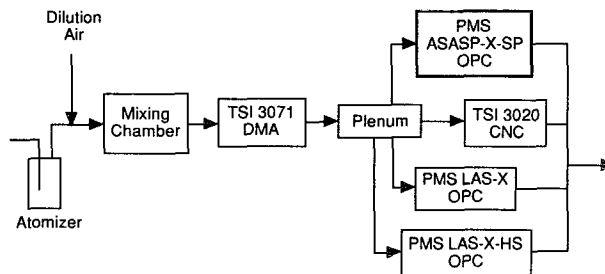 Dilution
Air
PMS
ASASP-X-SP
OPC
Mixing
Chamber
TSI 3071
DMA
Plenum
TSI 3020
CNC
Atomizer
PMS LAS-X
OPC
PMS LAS-X-HS
OPC